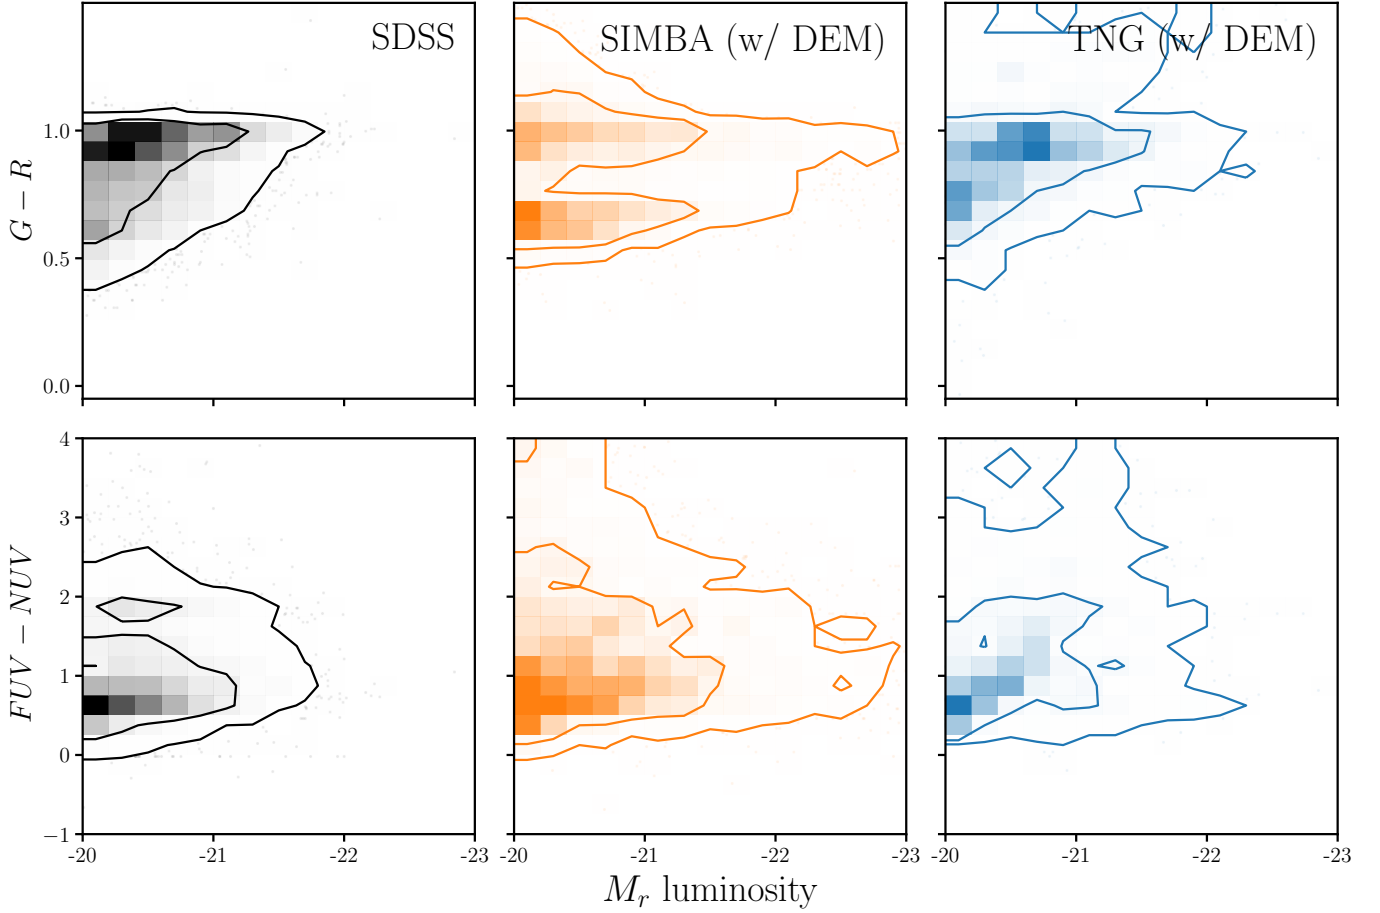 SDSS
SIMBA (w/ DEM)
TNG (w/ DEM)
G − R
1.0
0.5
0.0
FUV − NUV
4
3
2
1
0
−1
-20 -21 -22 -23
-20 -21 -22 -23
-20 -21 -22 -23
M_r luminosity